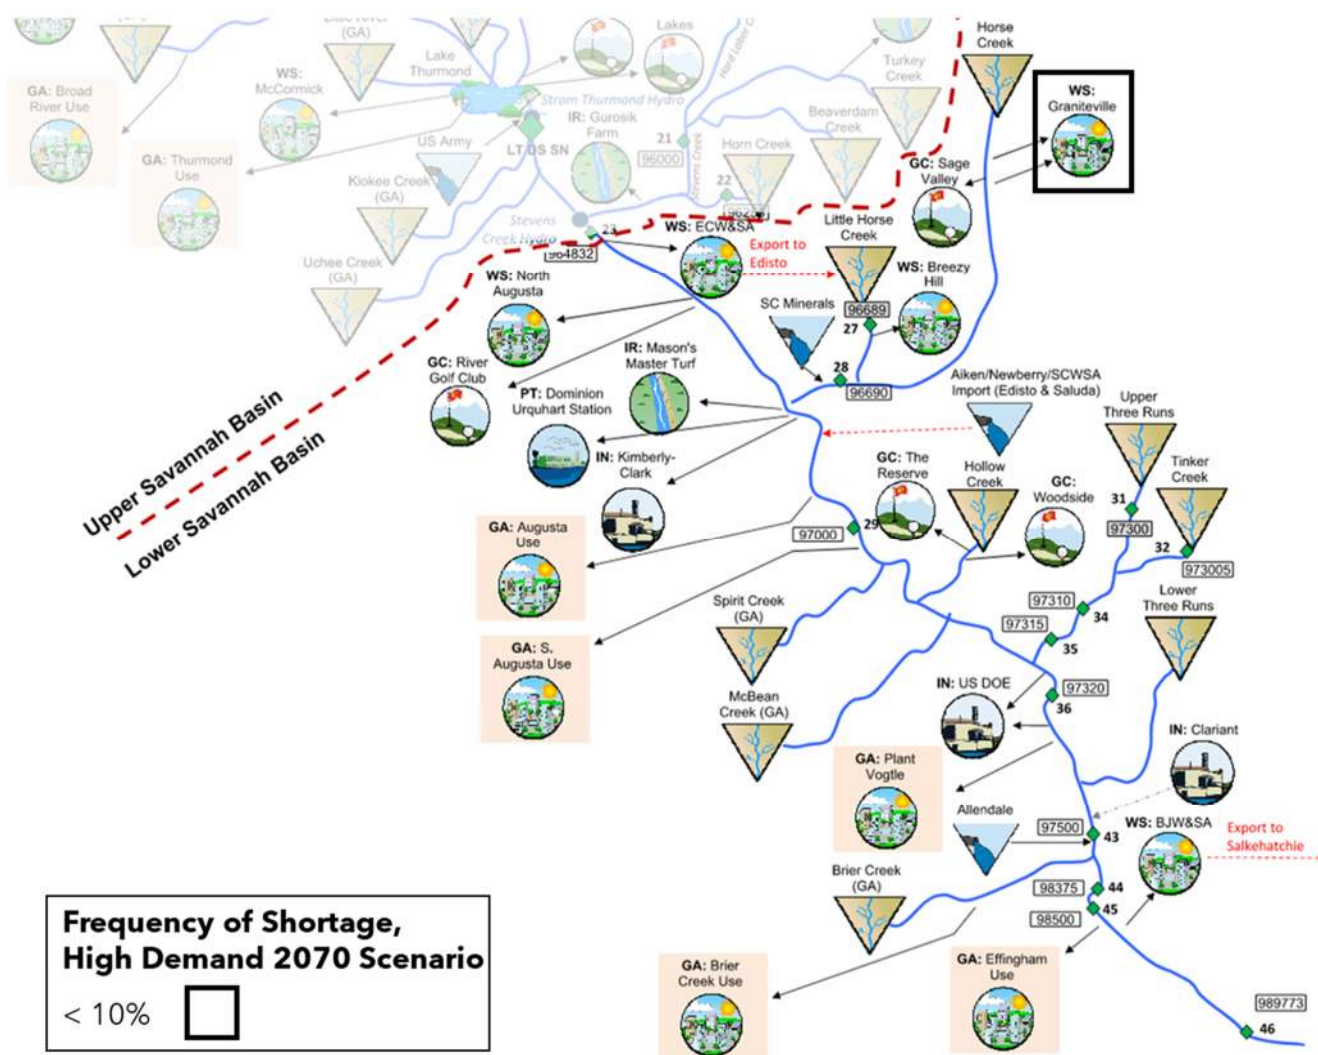 (GA)
Little River
(GA)
Lake
Thurmond
Lakes
Hard Labor C
Turkey
Creek
Horse
Creek
GA: Broad
River Use
WS:
McCormick
Strom Thurmond Hydro
IR: Gurosik
Farm
Beaverdam
Creek
WS:
Graniteville
GA: Thurmond
Use
US Army
LT DS SN
21
96000
Stevens Creek
Horn Creek
GC: Sage
Valley
Kiokee Creek
(GA)
22
Stevens
Creek Hydro
23
964832
WS: ECW&SA
Export to
Edisto
Little Horse
Creek
Uchee Creek
(GA)
WS: North
Augusta
SC Minerals
WS: Breezy
Hill
96689
27
GC: River
Golf Club
IR: Mason's
Master Turf
28
96690
Aiken/Newberry/SCWSA
Import (Edisto & Saluda)
PT: Dominion
Urquhart Station
Upper
Three Runs
IN: Kimberly-
Clark
GC: The
Reserve
Hollow
Creek
GC:
Woodside
Tinker
Creek
Upper Savannah Basin
Lower Savannah Basin
GA: Augusta
Use
97000
29
31
97300
32
973005
Spirit Creek
(GA)
97310
34
97315
35
Lower
Three Runs
GA: S.
Augusta Use
McBean
Creek (GA)
IN: US DOE
97320
36
IN: Clariant
GA: Plant
Vogtle
Allendale
97500
43
WS: BJW&SA
Export to
Salkehatchie
Brier Creek
(GA)
98375
44
98500
45
GA: Brier
Creek Use
GA: Effingham
Use
989773
46
Frequency of Shortage,
High Demand 2070 Scenario
< 10%